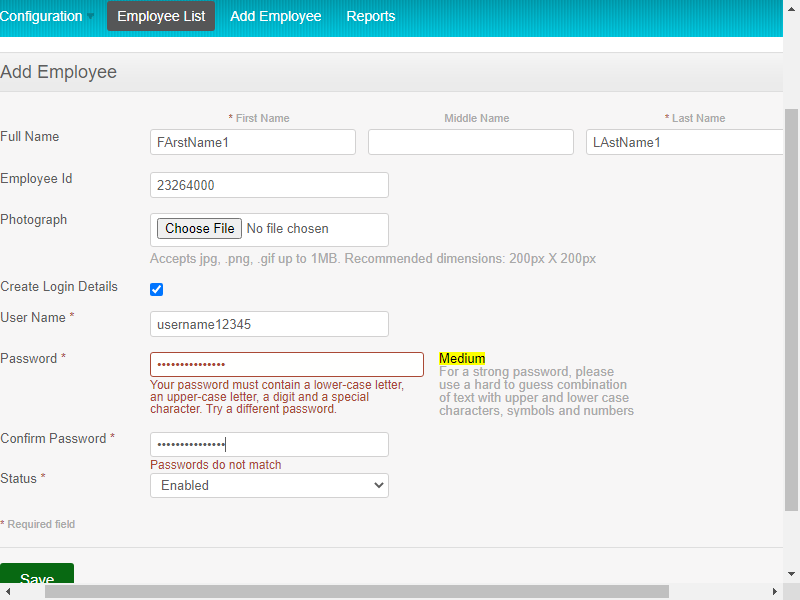 Configuration Employee List Add Employee Reports
Add Employee
* First Name Middle Name * Last Name
Full Name FArstName1 LAstName1
Employee Id 23264000
Photograph Choose File No file chosen
Accepts jpg, .png, .gif up to 1MB. Recommended dimensions: 200px X 200px
Create Login Details
User Name * username12345
Password * ••••••••••••••• Medium
Your password must contain a lower-case letter,
an upper-case letter, a digit and a special
character. Try a different password.
For a strong password, please
use a hard to guess combination
of text with upper and lower case
characters, symbols and numbers
Confirm Password * •••••••••••••••
Passwords do not match
Status * Enabled
* Required field
Save